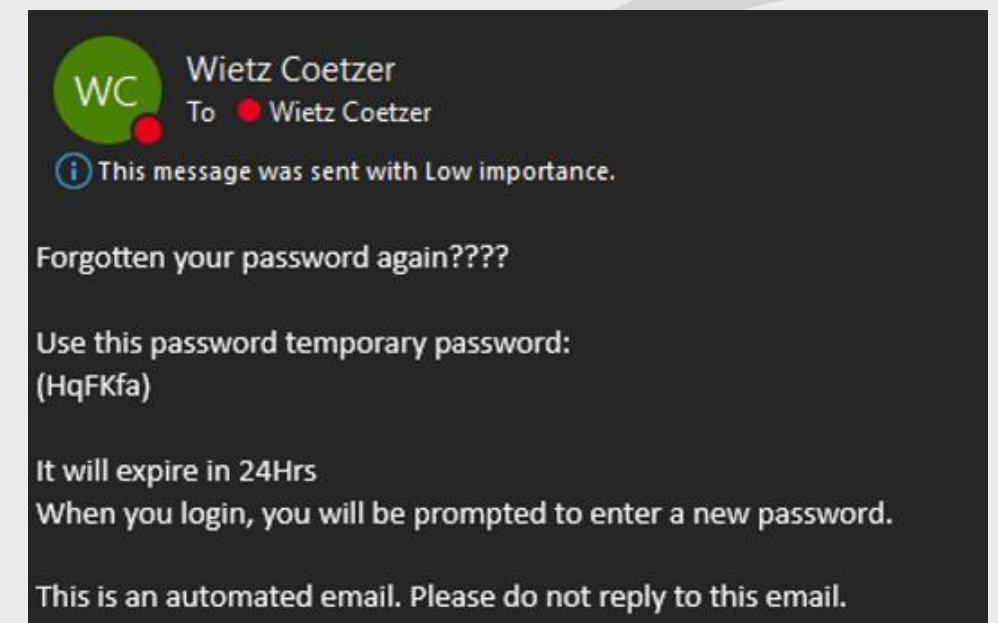 WC
Wietz Coetzer
To Wietz Coetzer
This message was sent with Low importance.
Forgotten your password again????
Use this password temporary password:
(HqFKfa)
It will expire in 24Hrs
When you login, you will be prompted to enter a new password.
This is an automated email. Please do not reply to this email.